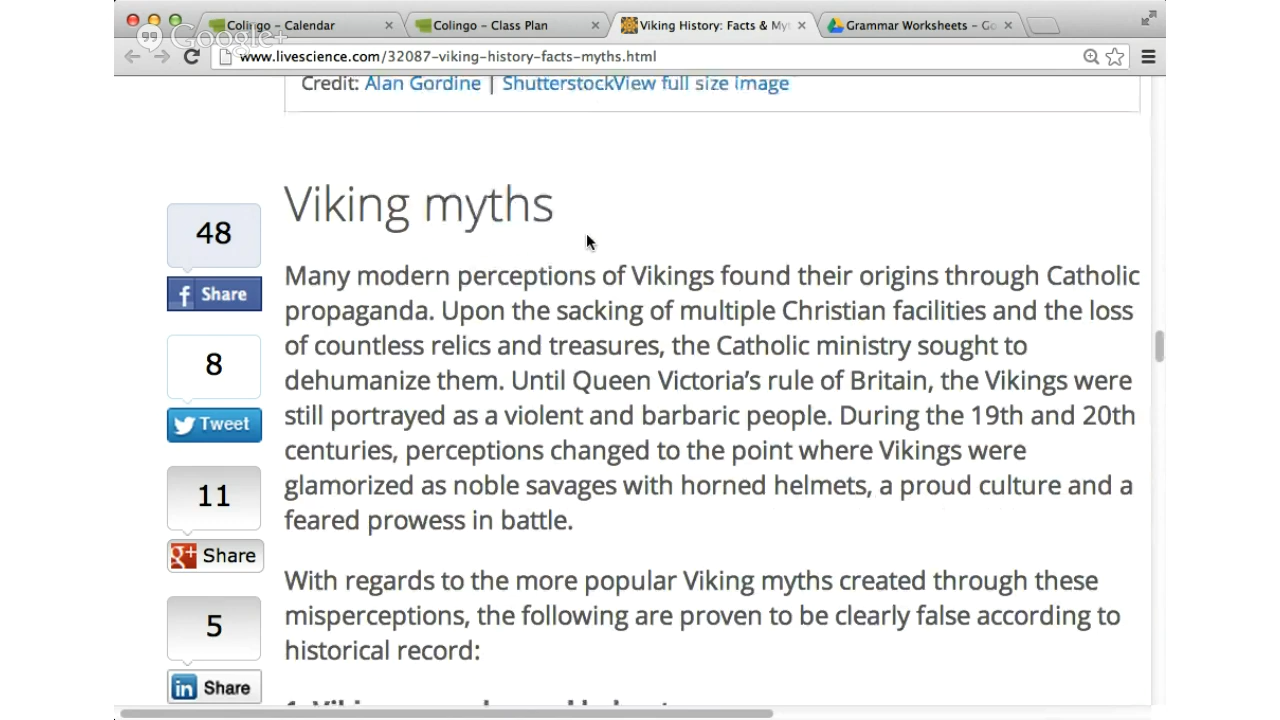 Colingo – Calendar
Colingo – Class Plan
Viking History: Facts & My
Grammar Worksheets – Go
Google+
www.livescience.com/32087-viking-history-facts-myths.html
Credit: Alan Gordine | ShutterstockView full size image
Viking myths
48
Share
8
Tweet
11
Share
5
Share
Many modern perceptions of Vikings found their origins through Catholic
propaganda. Upon the sacking of multiple Christian facilities and the loss
of countless relics and treasures, the Catholic ministry sought to
dehumanize them. Until Queen Victoria’s rule of Britain, the Vikings were
still portrayed as a violent and barbaric people. During the 19th and 20th
centuries, perceptions changed to the point where Vikings were
glamorized as noble savages with horned helmets, a proud culture and a
feared prowess in battle.
With regards to the more popular Viking myths created through these
misperceptions, the following are proven to be clearly false according to
historical record: